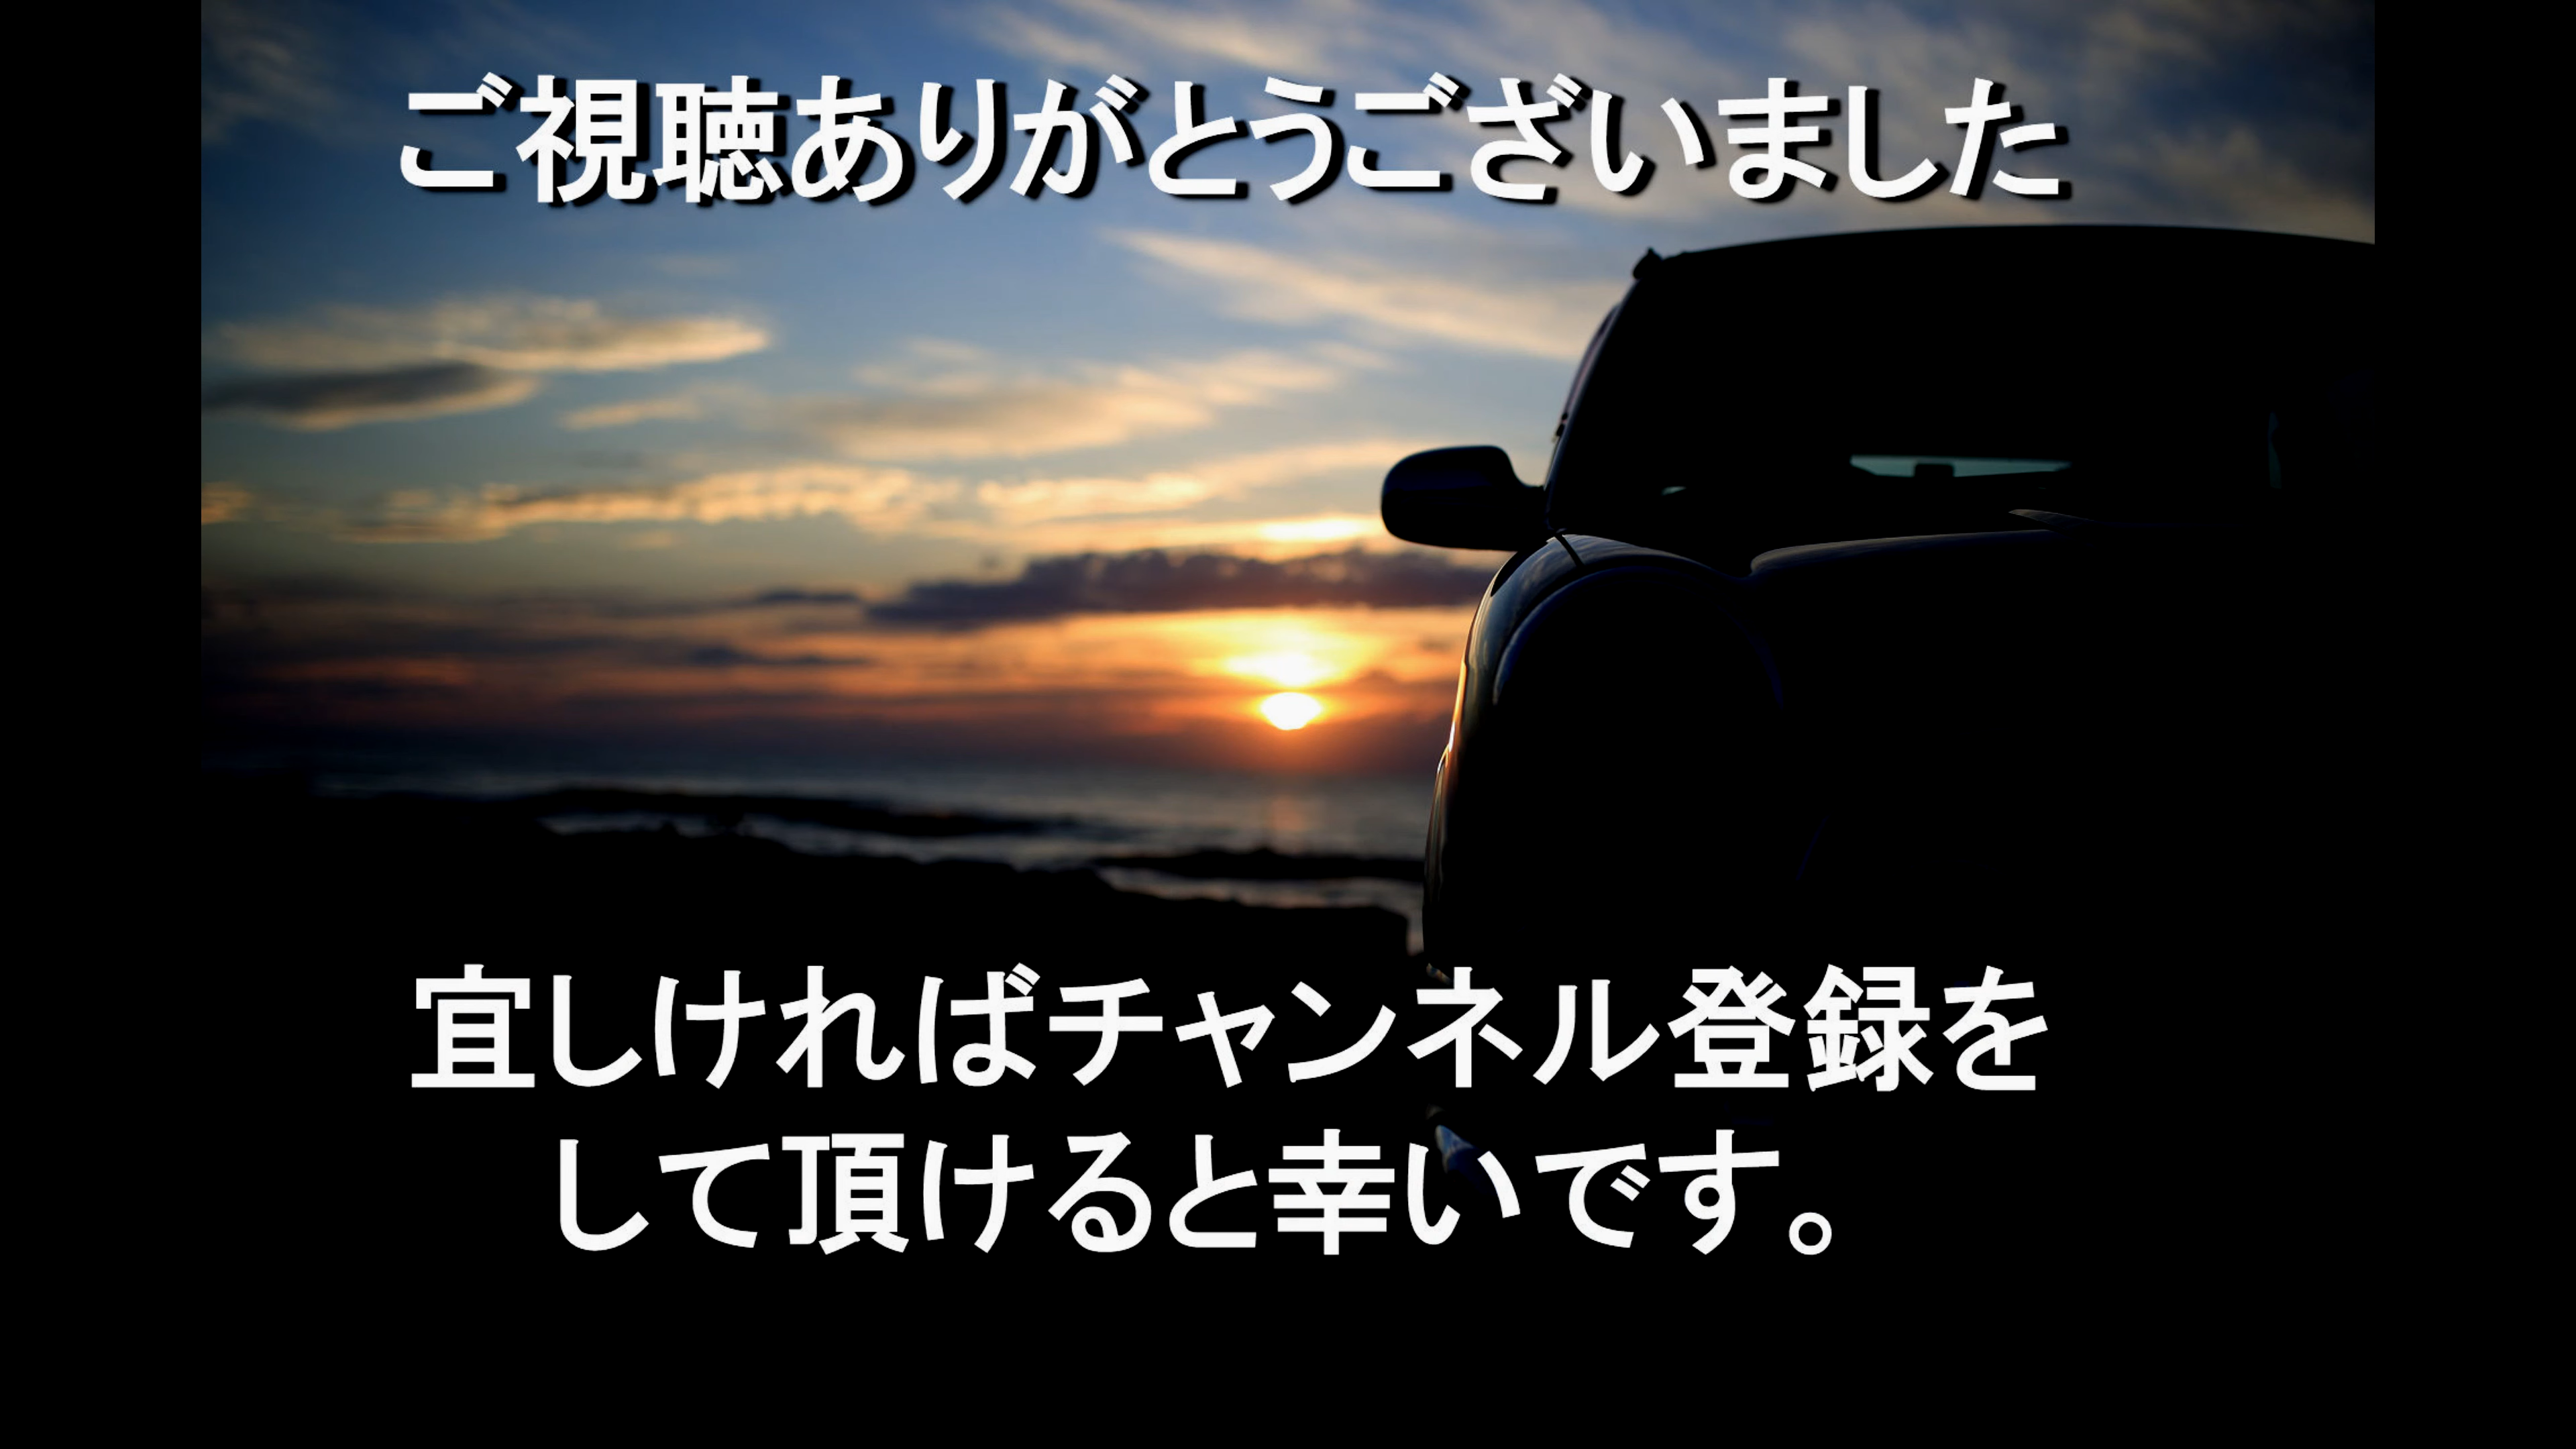 ご視聴ありがとうございました
宜しければチャンネル登録を
して頂けると幸いです。